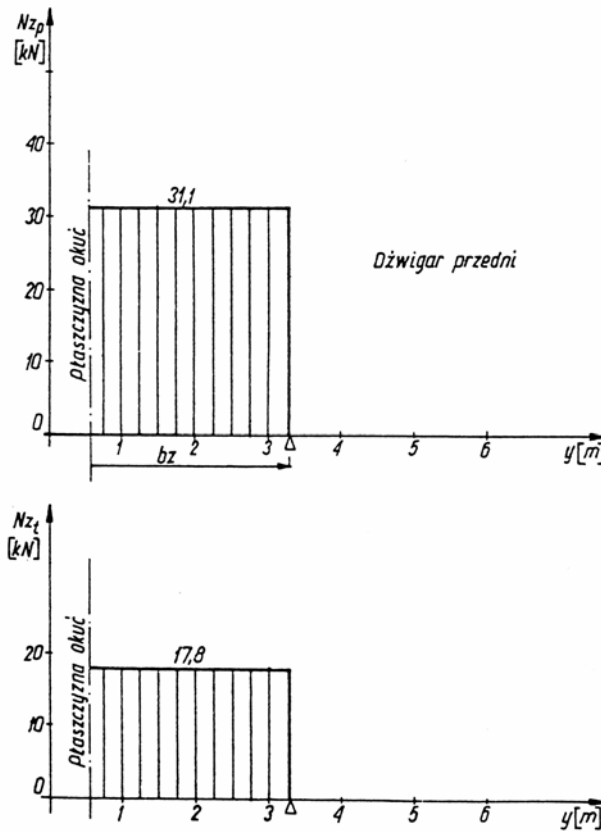 Nzp
[kN]
40
30
20
10
0
31,1
Płaszczyzna okuć
Dźwigar przedni
1 2 3 4 5 6 y[m]
bz
Nzt
[kN]
20
10
0
17,8
Płaszczyzna okuć
1 2 3 4 5 6 y[m]